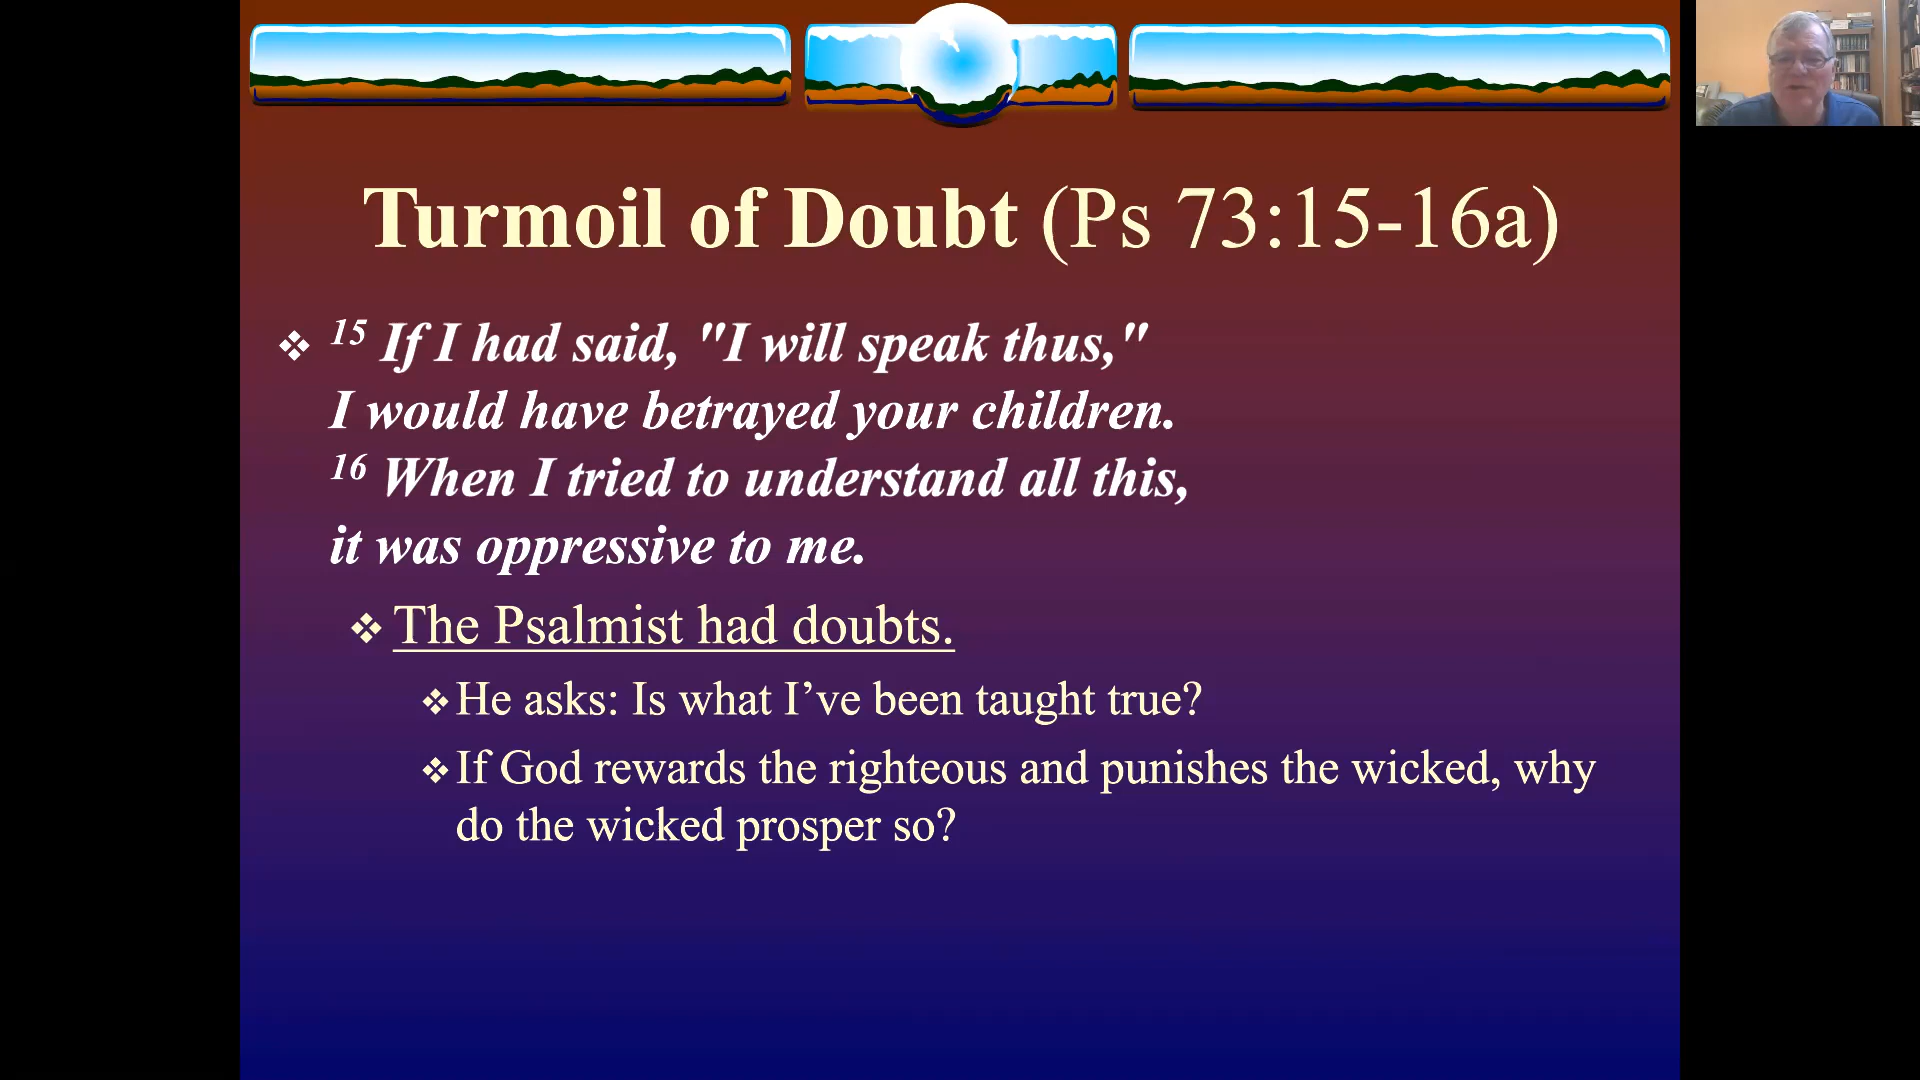 Turmoil of Doubt (Ps 73:15-16a)
❖ 15 If I had said, "I will speak thus,"
I would have betrayed your children.
16 When I tried to understand all this,
it was oppressive to me.
❖ The Psalmist had doubts.
❖ He asks: Is what I’ve been taught true?
❖ If God rewards the righteous and punishes the wicked, why
do the wicked prosper so?